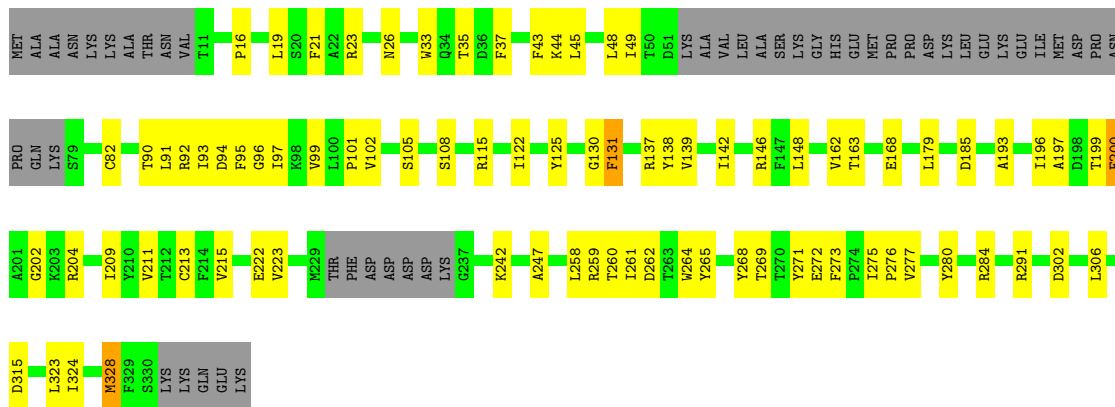 MET ALA ALA ASN LYS LYS ALA THR ASN VAL T11 P16 L19 S20 F21 A22 R23 N26 W33 Q34 T35 D36 F37 F43 K44 L45 L48 I49 T50 D51 LYS ALA VAL LEU ALA SER LYS GLY HIS GLU MET PRO PRO ASP LYS LEU GLU LYS GLU ILE MET ASP PRO ASN
PRO GLN LYS S79 C82 T90 L91 R92 I93 D94 F95 G96 I97 K98 V99 L100 P101 V102 S105 S108 R115 I122 Y125 G130 F131 R137 Y138 V139 I142 R146 F147 L148 V162 T163 E168 L179 D185 A193 I196 A197 D198 T199
A201 G202 K203 R204 I209 Y210 V211 T212 C213 F214 V215 E222 V223 M229 THR PHE ASP ASP ASP ASP LYS G237 K242 A247 L258 R259 T260 I261 D262 T263 W264 Y265 Y268 T269 T270 Y271 E272 F273 P274 I275 P276 V277 Y280 R284 R291 D302 L306
D315 L323 I324 M328 F329 S330 LYS LYS GLN GLU LYS